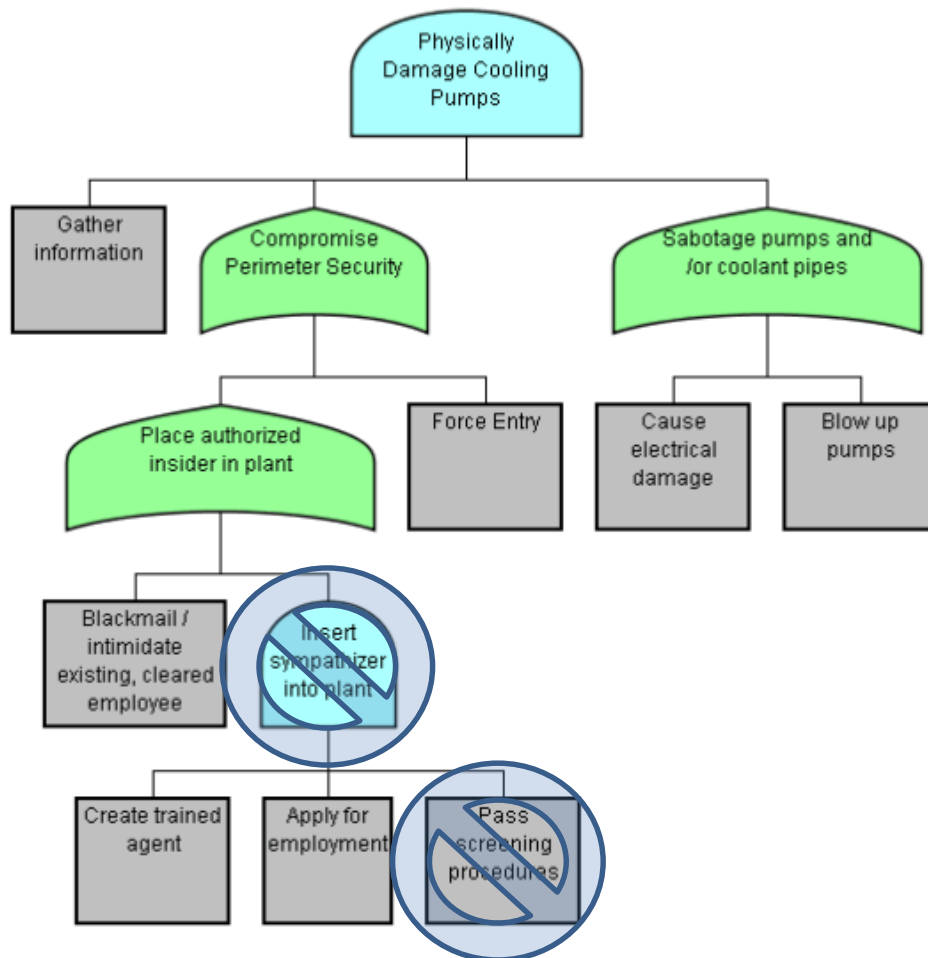 Physically
Damage Cooling
Pumps
Gather
information
Compromise
Perimeter Security
Sabotage pumps and
/or coolant pipes
Place authorized
insider in plant
Force Entry
Cause
electrical
damage
Blow up
pumps
Blackmail /
intimidate
existing, cleared
employee
Insert
sympathizer
into plant
Create trained
agent
Apply for
employment
Pass
screening
procedures